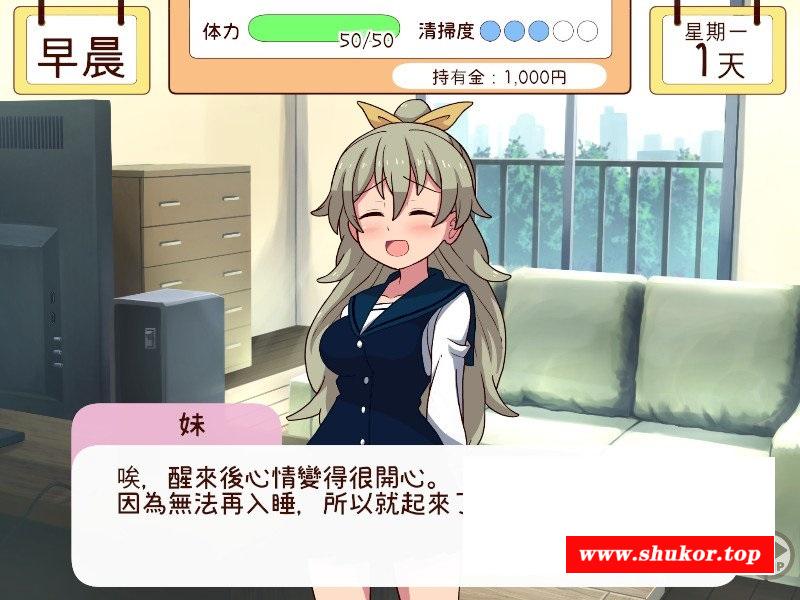 早晨
体力
50/50
清掃度
持有金：1,000円
星期一
1天
妹
唉，醒來後心情變得很開心。
因為無法再入睡，所以就起來
www.shukor.top